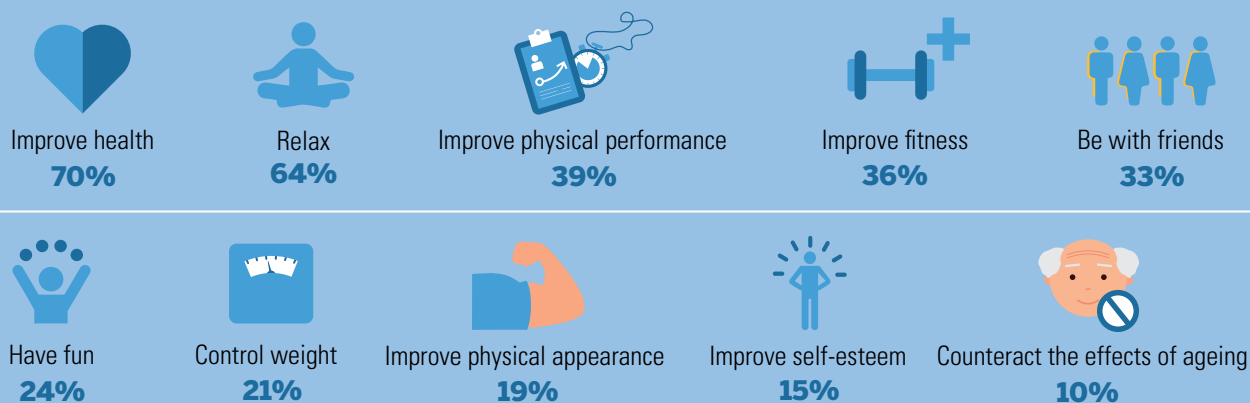 Improve health
70%
Relax
64%
Improve physical performance
39%
Improve fitness
36%
Be with friends
33%
Have fun
24%
Control weight
21%
Improve physical appearance
19%
Improve self-esteem
15%
Counteract the effects of ageing
10%